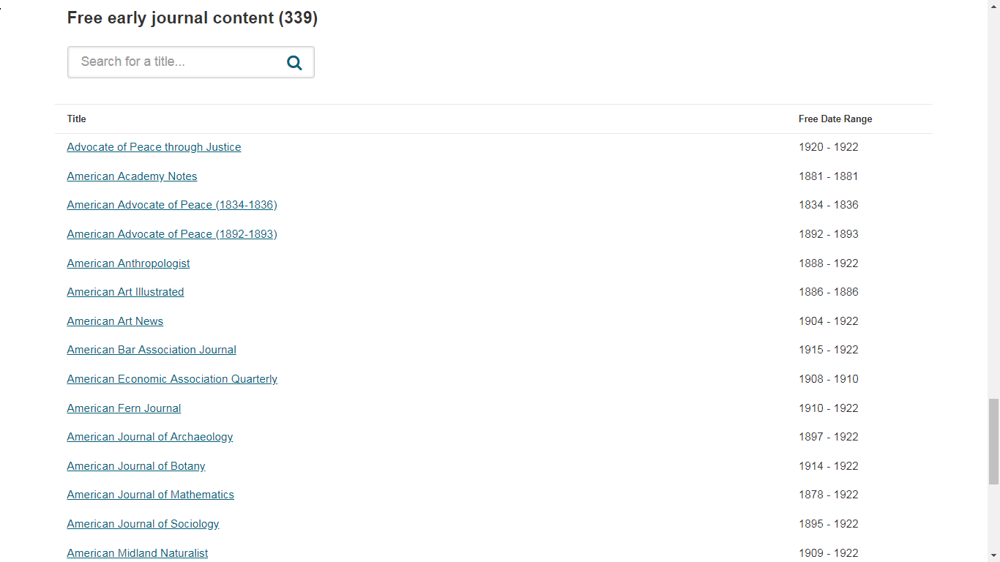 Free early journal content (339)
Search for a title...
Title Free Date Range
Advocate of Peace through Justice 1920 - 1922
American Academy Notes 1881 - 1881
American Advocate of Peace (1834-1836) 1834 - 1836
American Advocate of Peace (1892-1893) 1892 - 1893
American Anthropologist 1888 - 1922
American Art Illustrated 1886 - 1886
American Art News 1904 - 1922
American Bar Association Journal 1915 - 1922
American Economic Association Quarterly 1908 - 1910
American Fern Journal 1910 - 1922
American Journal of Archaeology 1897 - 1922
American Journal of Botany 1914 - 1922
American Journal of Mathematics 1878 - 1922
American Journal of Sociology 1895 - 1922
American Midland Naturalist 1909 - 1922